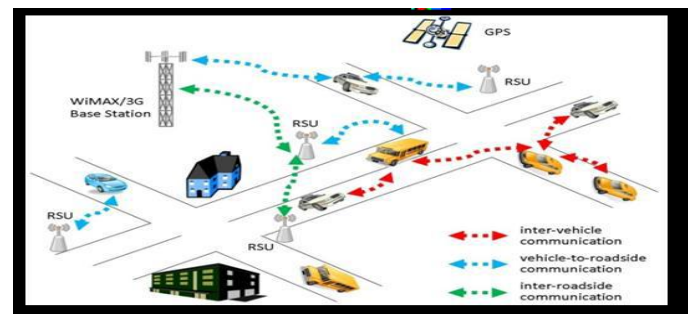 GPS
WiMAX/3G
Base Station
RSU
RSU
RSU
RSU
inter-vehicle
communication
vehicle-to-roadside
communication
inter-roadside
communication